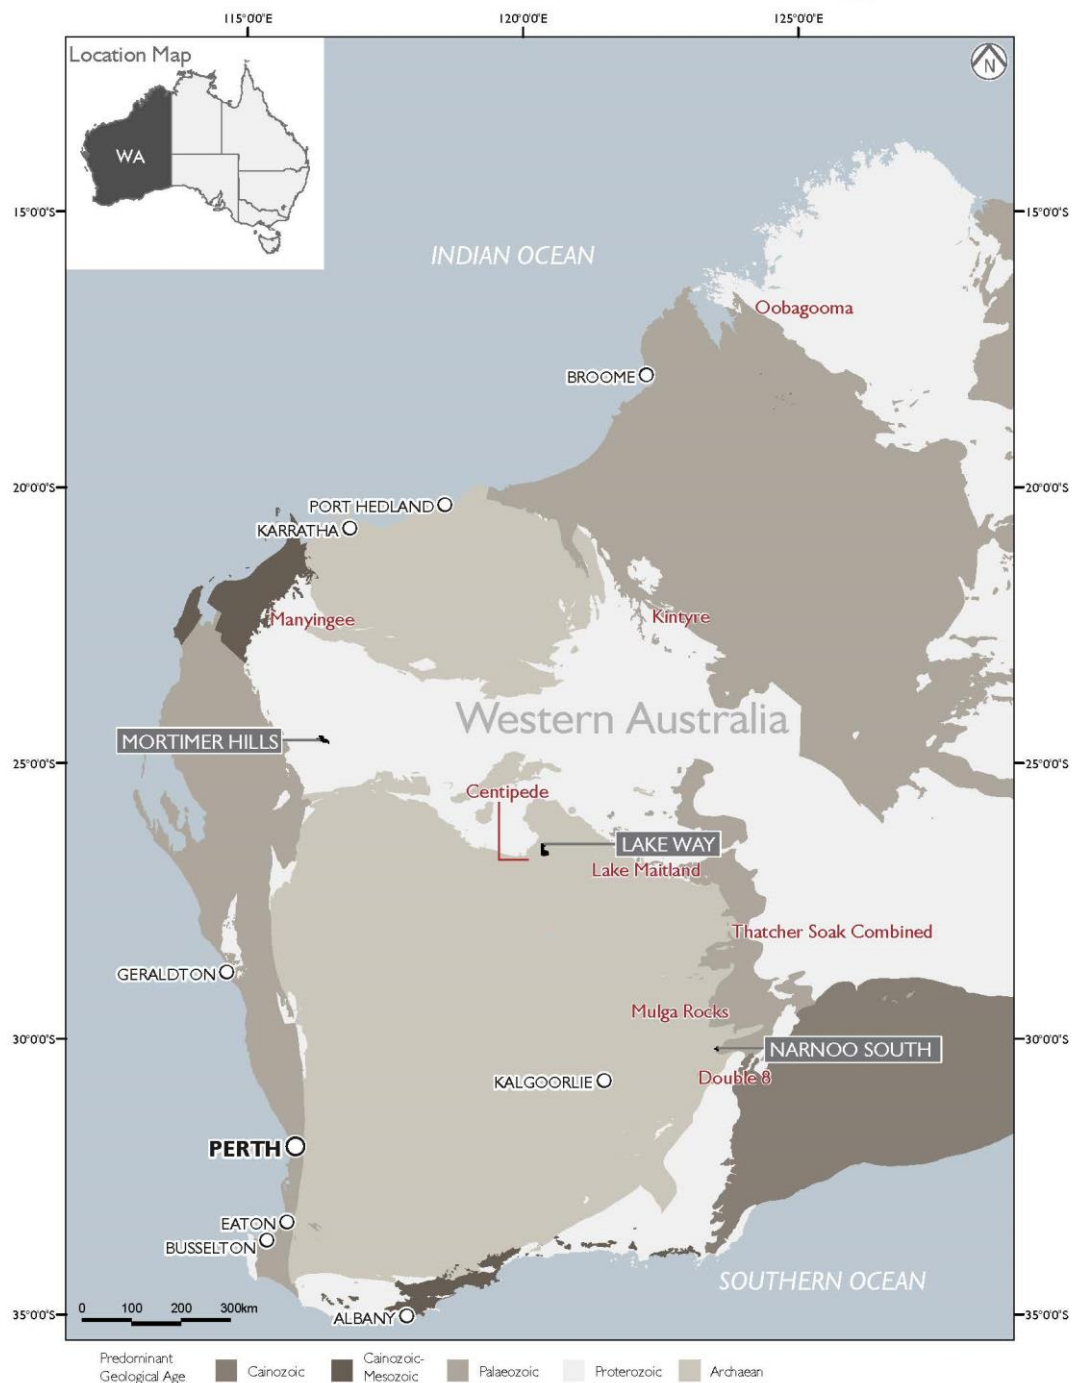 115°0'0"E 120°0'0"E 125°0'0"E
Location Map
N
WA
15°0'0"S 15°0'0"S
INDIAN OCEAN
Oobagooma
BROOME
20°0'0"S 20°0'0"S
PORT HEDLAND
KARRATHA
Manyingee
Kintyre
Western Australia
MORTIMER HILLS
25°0'0"S 25°0'0"S
Centipede
LAKE WAY
Lake Maitland
Thatcher Soak Combined
GERALDTON
Mulga Rocks
30°0'0"S 30°0'0"S
NARNOO SOUTH
Double 8
KALGOORLIE
PERTH
EATON
BUSSELTON
SOUTHERN OCEAN
0 100 200 300km
35°0'0"S 35°0'0"S
ALBANY
Predominant
Geological Age
Cainozoic
Cainozoic-
Mesozoic
Palaeozoic
Proterozoic
Archaean